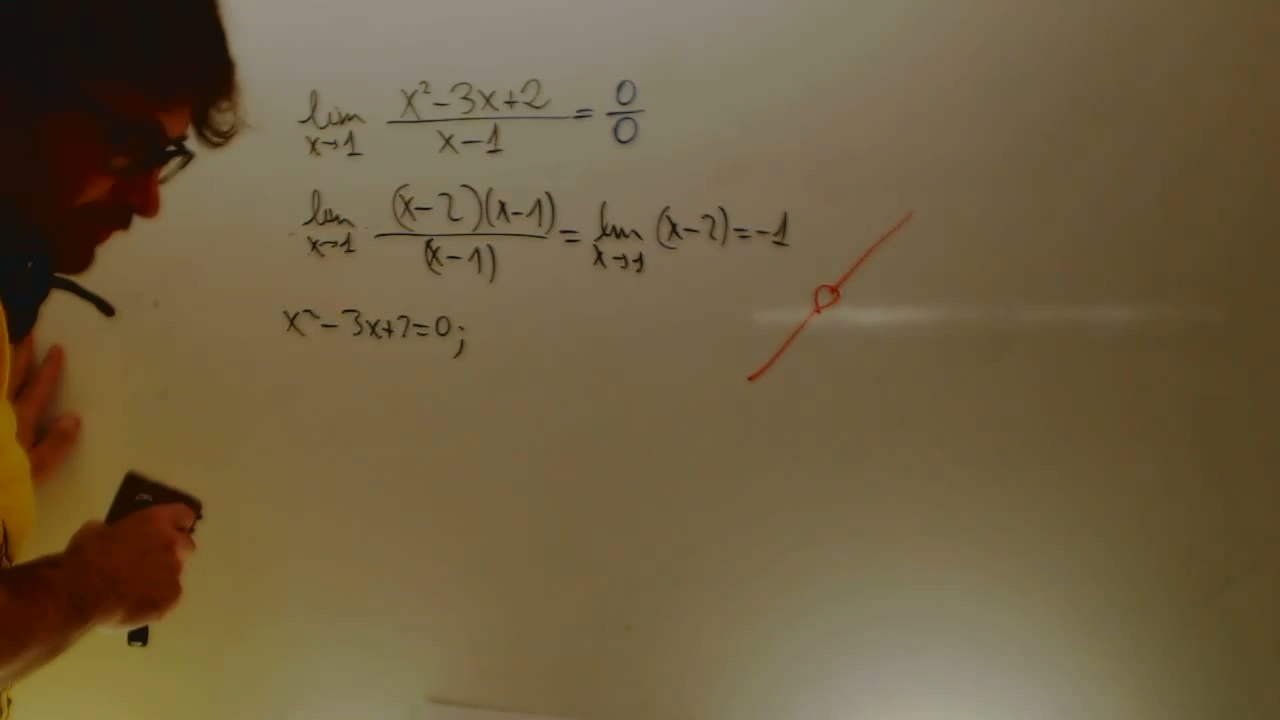 lim x→1 x²-3x+2 / x-1 = 0/0
lim x→1 (x-2)(x-1) / (x-1) = lim x→1 (x-2)=-1
x²-3x+2=0;